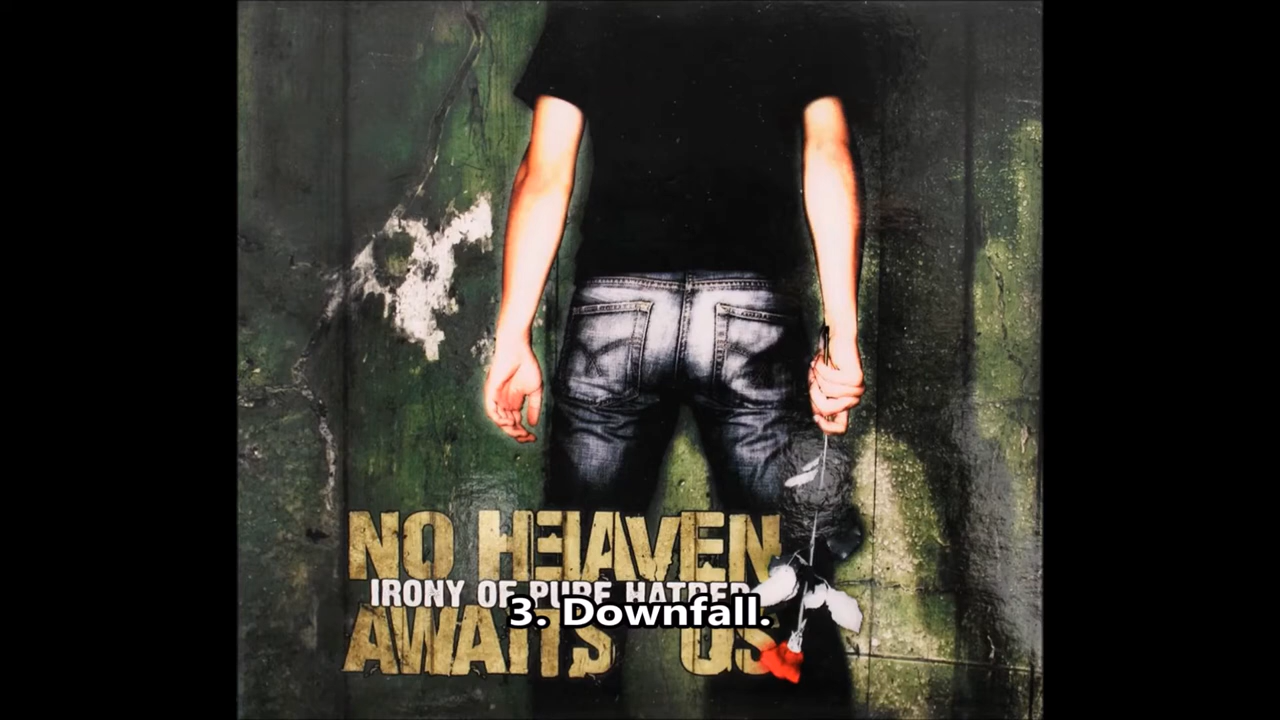 NO HEAVEN
IRONY OF PURE HATRED
3. Downfall.
AWAITS US